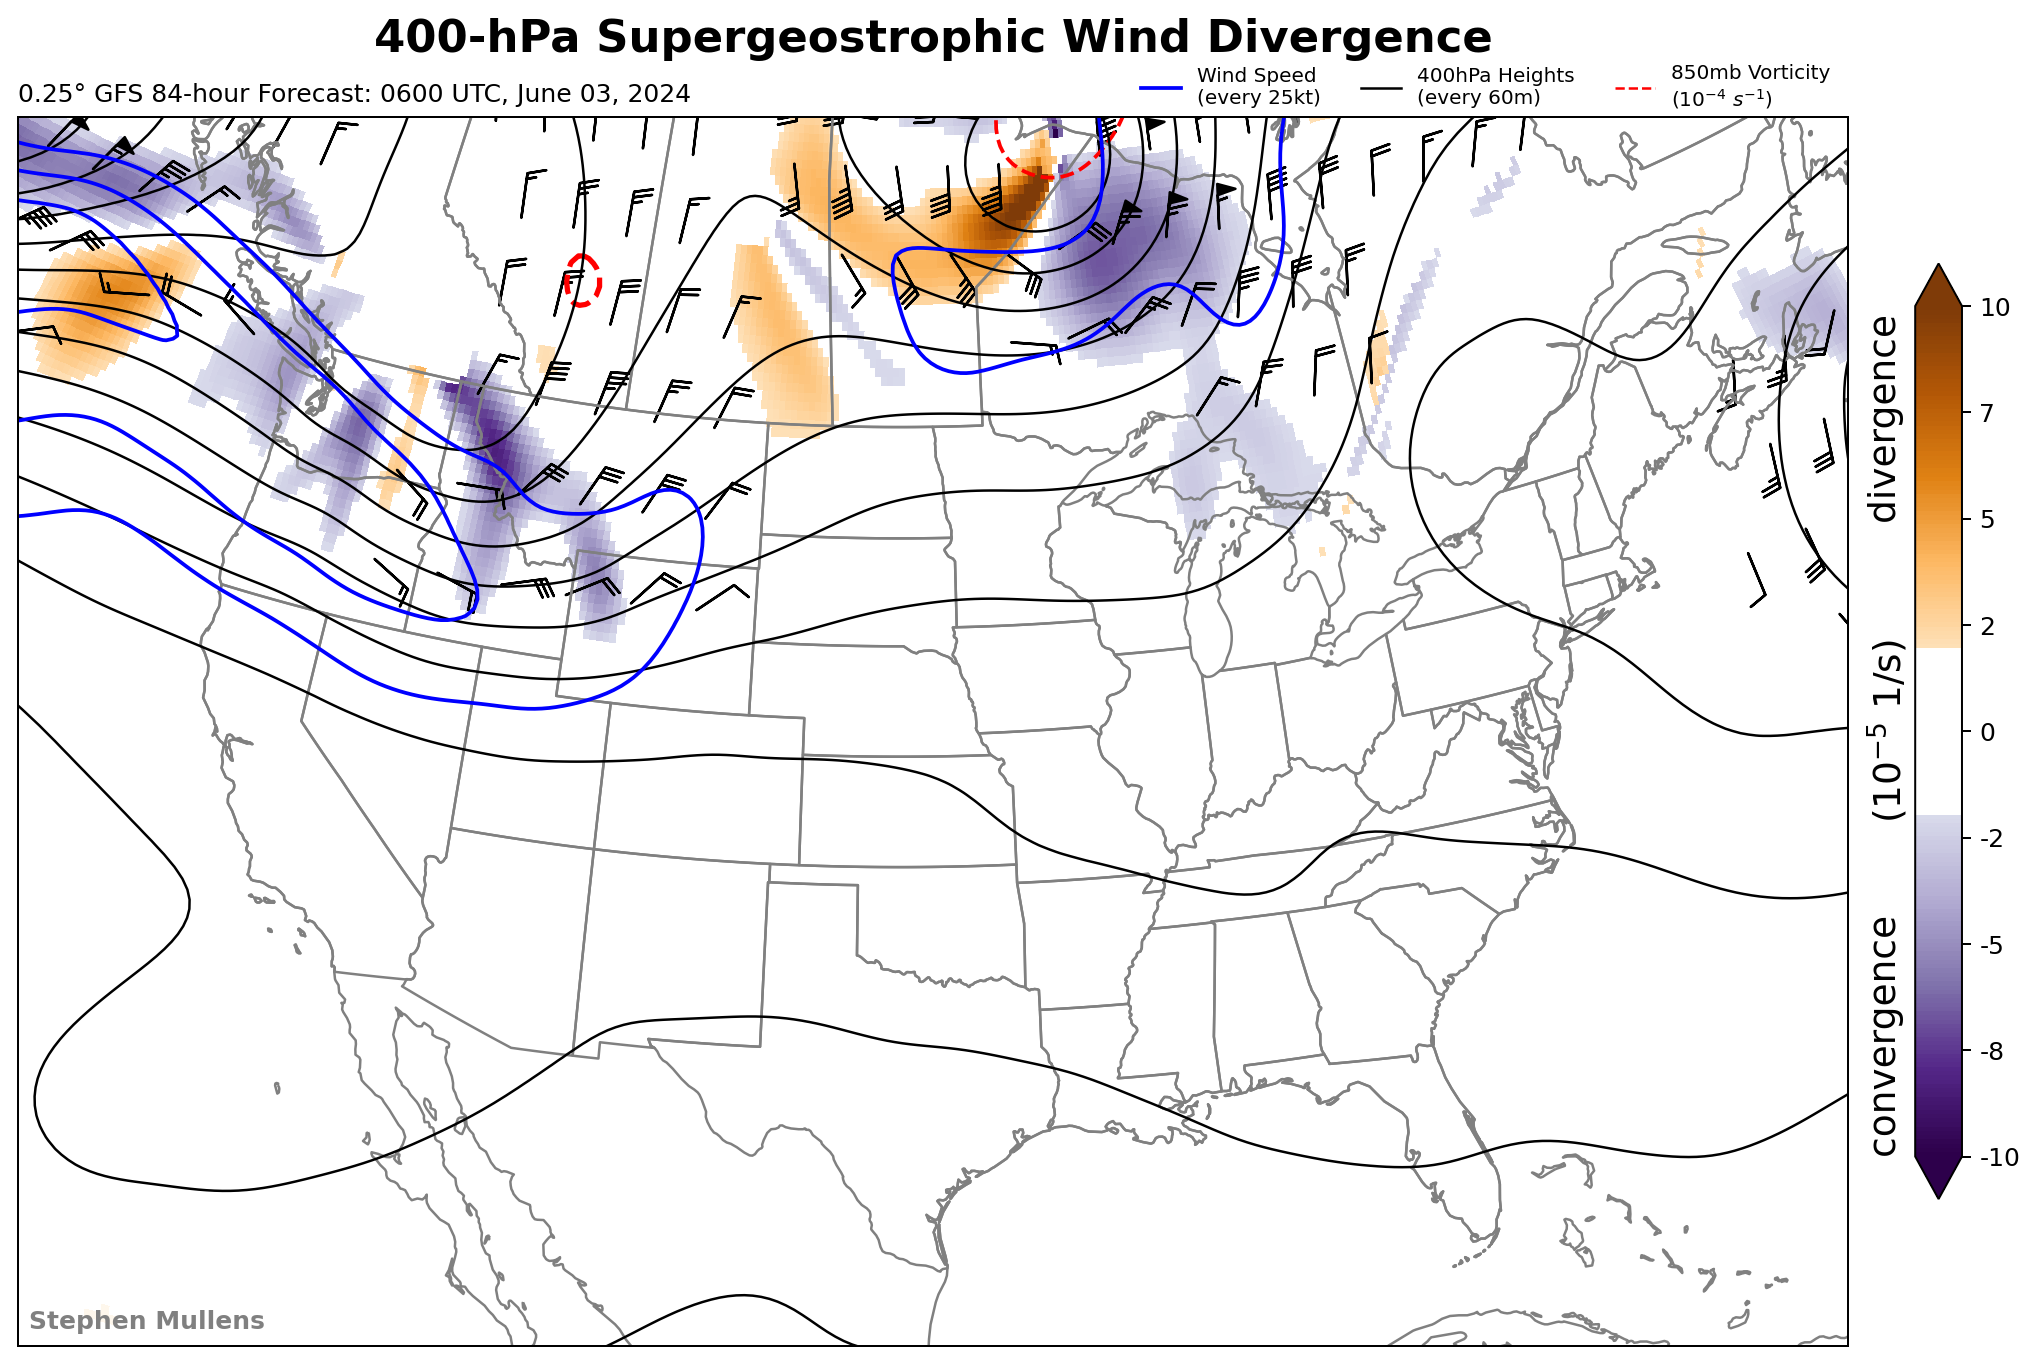 400-hPa Supergeostrophic Wind Divergence
0.25° GFS 84-hour Forecast: 0600 UTC, June 03, 2024
Wind Speed
(every 25kt)
400hPa Heights
(every 60m)
850mb Vorticity
(10⁻⁴ s⁻¹)
10
7
5
2
0
-2
-5
-8
-10
convergence (10⁻⁵ 1/s) divergence
Stephen Mullens